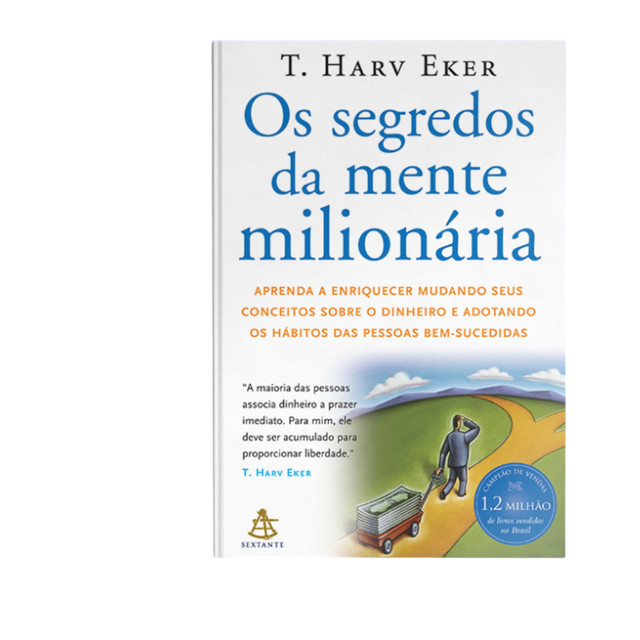 T. Harv Eker
Os segredos
da mente
milionária
APRENDA A ENRIQUECER MUDANDO SEUS
CONCEITOS SOBRE O DINHEIRO E ADOTANDO
OS HÁBITOS DAS PESSOAS BEM-SUCEDIDAS
"A maioria das pessoas
associa dinheiro a prazer
imediato. Para mim, ele
deve ser acumulado para
proporcionar liberdade."
T. Harv Eker
CAMPEÃO DE VENDAS
1,2 MILHÃO
de livros vendidos
no Brasil
SEXTANTE